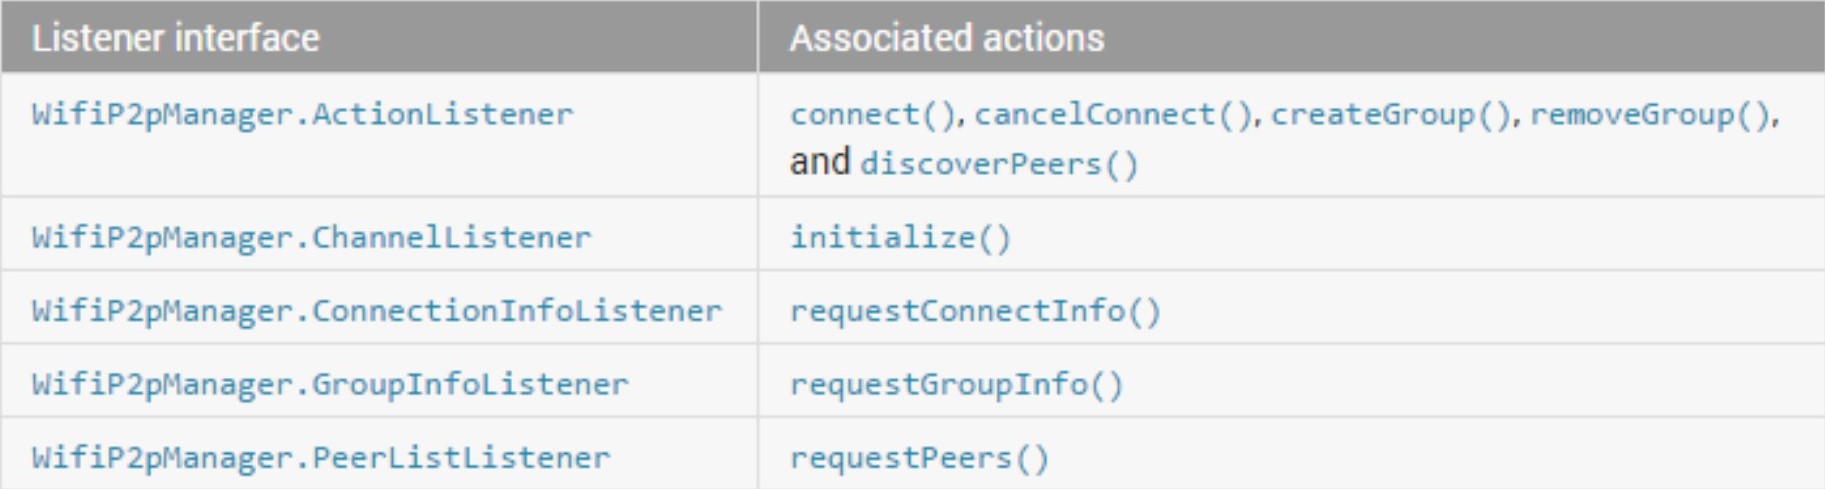 Listener interface Associated actions
WifiP2pManager.ActionListener connect(), cancelConnect(), createGroup(), removeGroup(),
and discoverPeers()
WifiP2pManager.ChannelListener initialize()
WifiP2pManager.ConnectionInfoListener requestConnectInfo()
WifiP2pManager.GroupInfoListener requestGroupInfo()
WifiP2pManager.PeerListListener requestPeers()